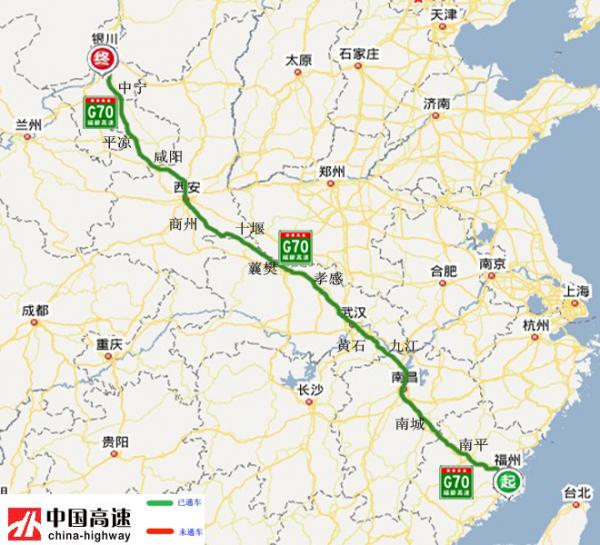 银川
终
天津
太原
石家庄
中宁
G70
福银高速
兰州
济南
平凉
咸阳
郑州
西安
商州
十堰
G70
福银高速
襄樊
孝感
合肥
南京
上海
成都
武汉
杭州
重庆
黄石
九江
南昌
长沙
南城
贵阳
南平
福州
G70
福银高速
起
台北
中国高速
china-highway
已通车
未通车